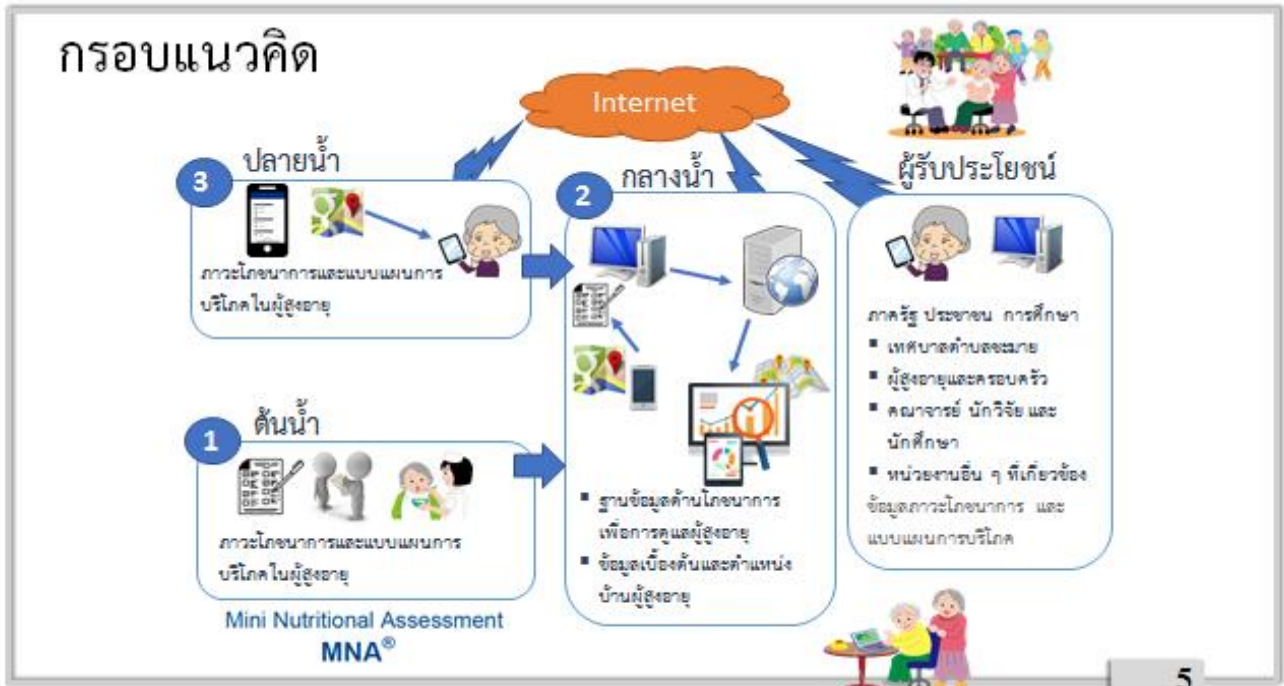 กรอบแนวคิด
Internet
3
ปลายน้ำ
ภาวะโภชนาการและแบบแผนการ
บริโภคในผู้สูงอายุ
1
ต้นน้ำ
ภาวะโภชนาการและแบบแผนการ
บริโภคในผู้สูงอายุ
Mini Nutritional Assessment
MNA®
2
กลางน้ำ
▪ ฐานข้อมูลด้านโภชนาการ
เพื่อการดูแลผู้สูงอายุ
▪ ข้อมูลเบื้องต้นและตำแหน่ง
บ้านผู้สูงอายุ
ผู้รับประโยชน์
ภาครัฐ ประชาชน การศึกษา
▪ เทศบาลตำบลชะมาย
▪ ผู้สูงอายุและครอบครัว
▪ คณาจารย์ นักวิจัย และ
นักศึกษา
▪ หน่วยงานอื่น ๆ ที่เกี่ยวข้อง
ข้อมูลภาวะโภชนาการ และ
แบบแผนการบริโภค
5